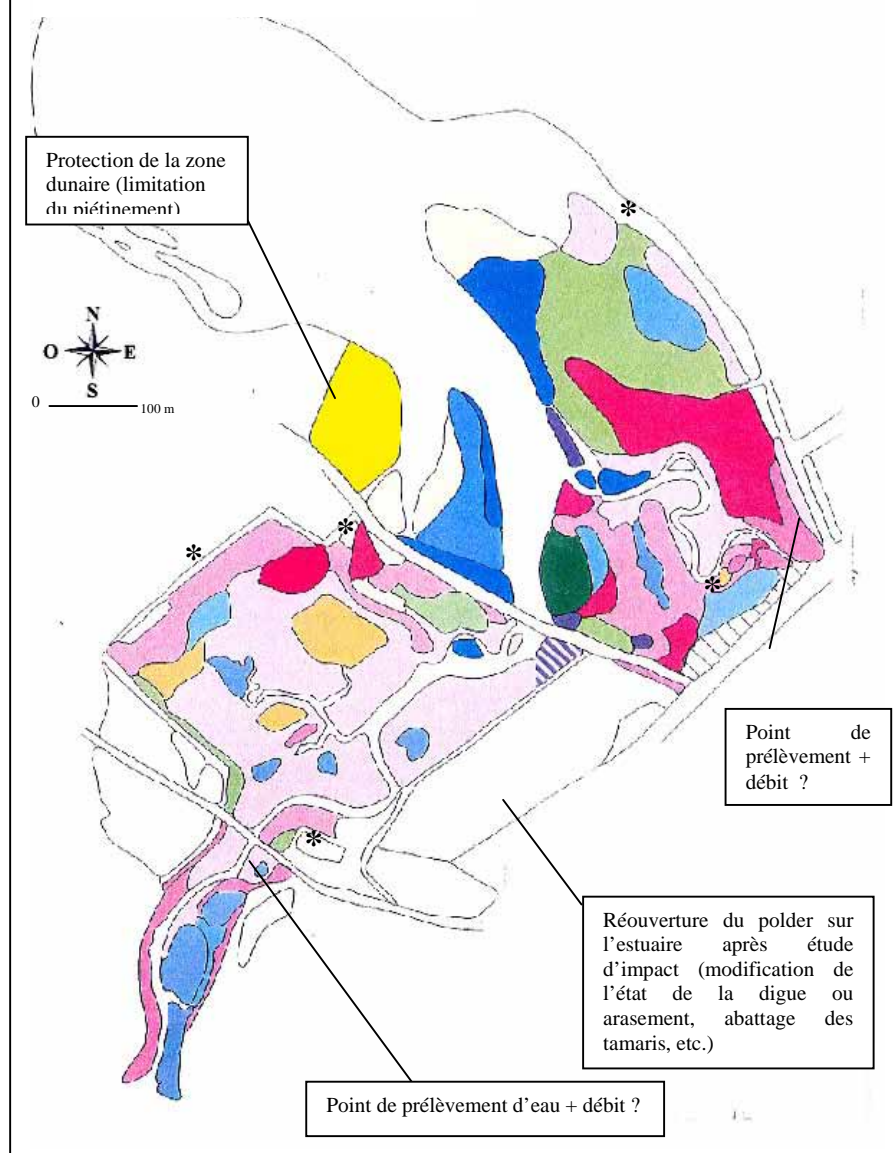 Protection de la zone
dunaire (limitation
du piétinement)
N
O E
S
0 100 m
Point de
prélèvement +
débit ?
Réouverture du polder sur
l'estuaire après étude
d'impact (modification de
l'état de la digue ou
arasement, abattage des
tamaris, etc.)
Point de prélèvement d'eau + débit ?